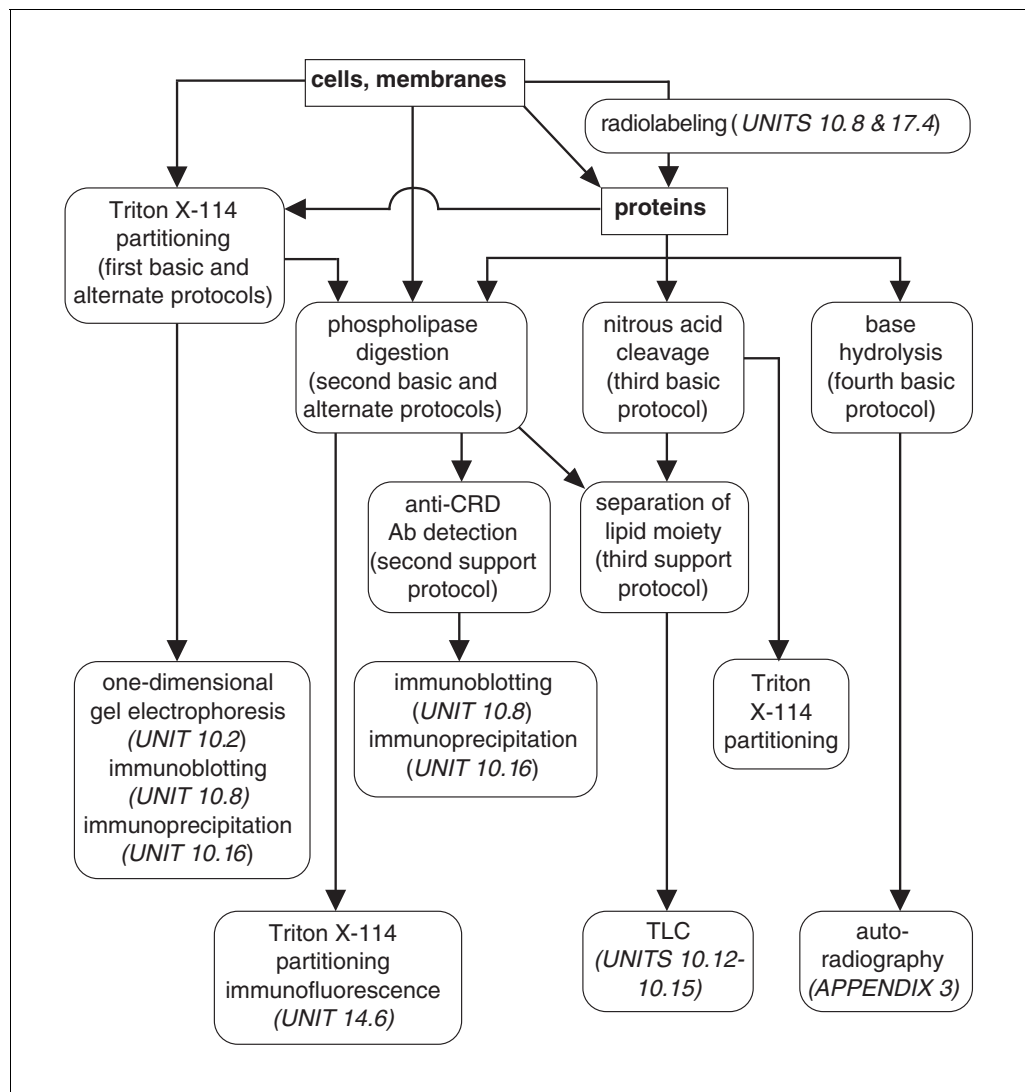 cells, membranes
radiolabeling (UNITS 10.8 & 17.4)
proteins
Triton X-114
partitioning
(first basic and
alternate protocols)
phospholipase
digestion
(second basic and
alternate protocols)
nitrous acid
cleavage
(third basic
protocol)
base
hydrolysis
(fourth basic
protocol)
anti-CRD
Ab detection
(second support
protocol)
separation of
lipid moiety
(third support
protocol)
one-dimensional
gel electrophoresis
(UNIT 10.2)
immunoblotting
(UNIT 10.8)
immunoprecipitation
(UNIT 10.16)
immunoblotting
(UNIT 10.8)
immunoprecipitation
(UNIT 10.16)
Triton
X-114
partitioning
Triton X-114
partitioning
immunofluorescence
(UNIT 14.6)
TLC
(UNITS 10.12-
10.15)
auto-
radiography
(APPENDIX 3)